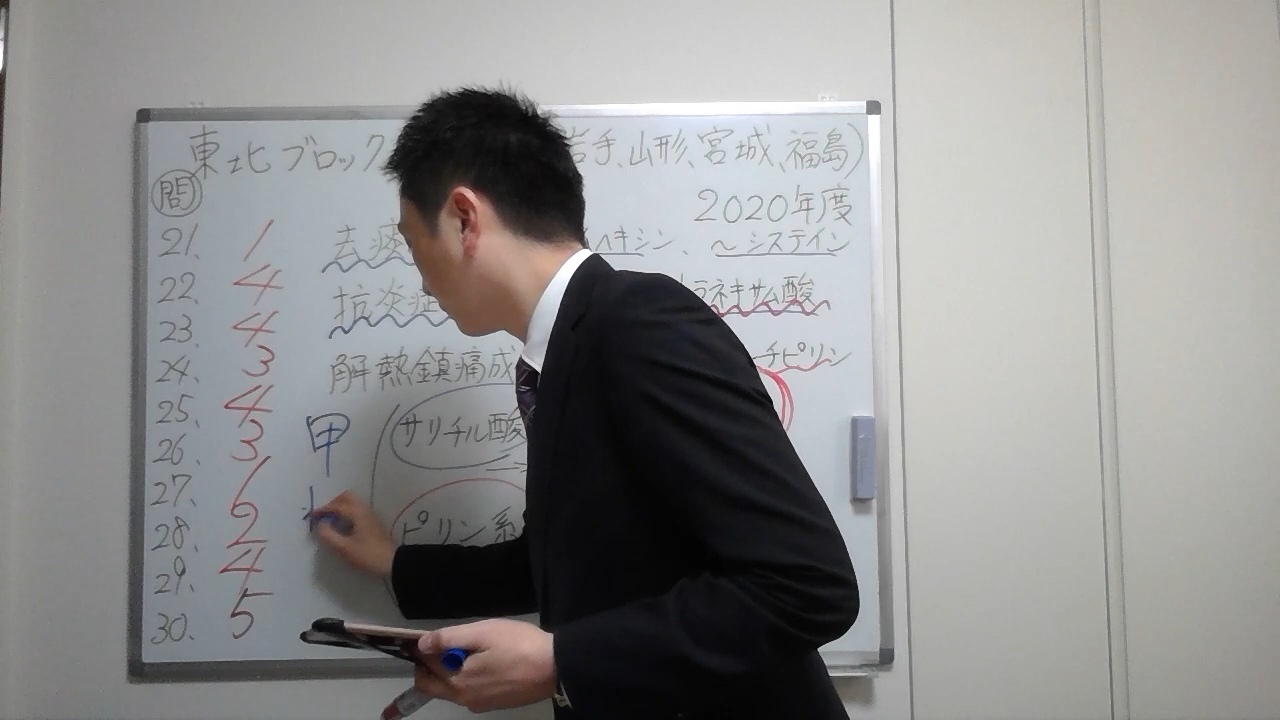 東北ブロック 岩手、山形、宮城、福島)
問 2020年度
21. 1 去痰 ヘキシン、～システイン
22. 4 抗炎症 ラネキサム酸
23. 4
24. 3 解熱鎮痛成 チピリン
25. 4 甲 サリチル酸
26. 3
27. 1
28. 2 ピリン系
29. 4
30. 5